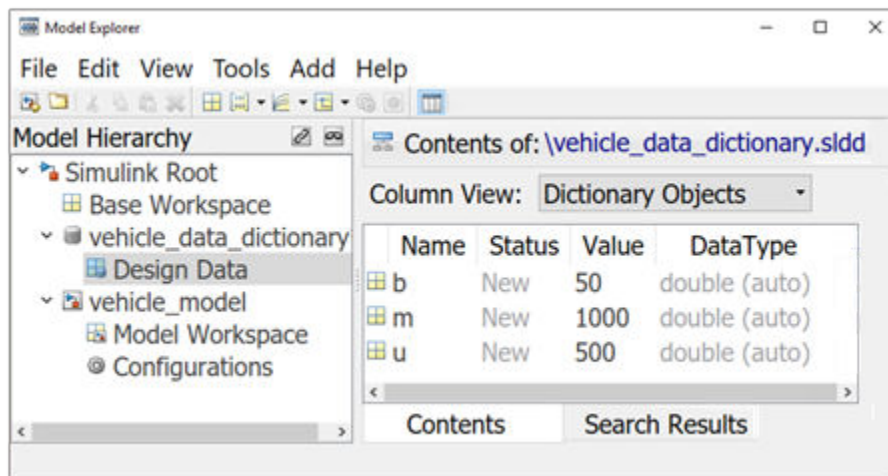 Model Explorer
File Edit View Tools Add Help
Model Hierarchy
Simulink Root
Base Workspace
vehicle_data_dictionary
Design Data
vehicle_model
Model Workspace
Configurations
Contents of: \vehicle_data_dictionary.sldd
Column View: Dictionary Objects
Name Status Value DataType
b New 50 double (auto)
m New 1000 double (auto)
u New 500 double (auto)
Contents Search Results